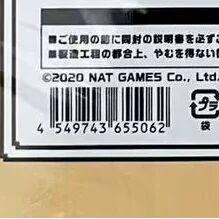 ■ご使用の前に同封の説明書を必ずご
■製造工程の都合上、やむを得ない
©2020 NAT GAMES Co., Ltd.
プラ
袋
4 549743 655062